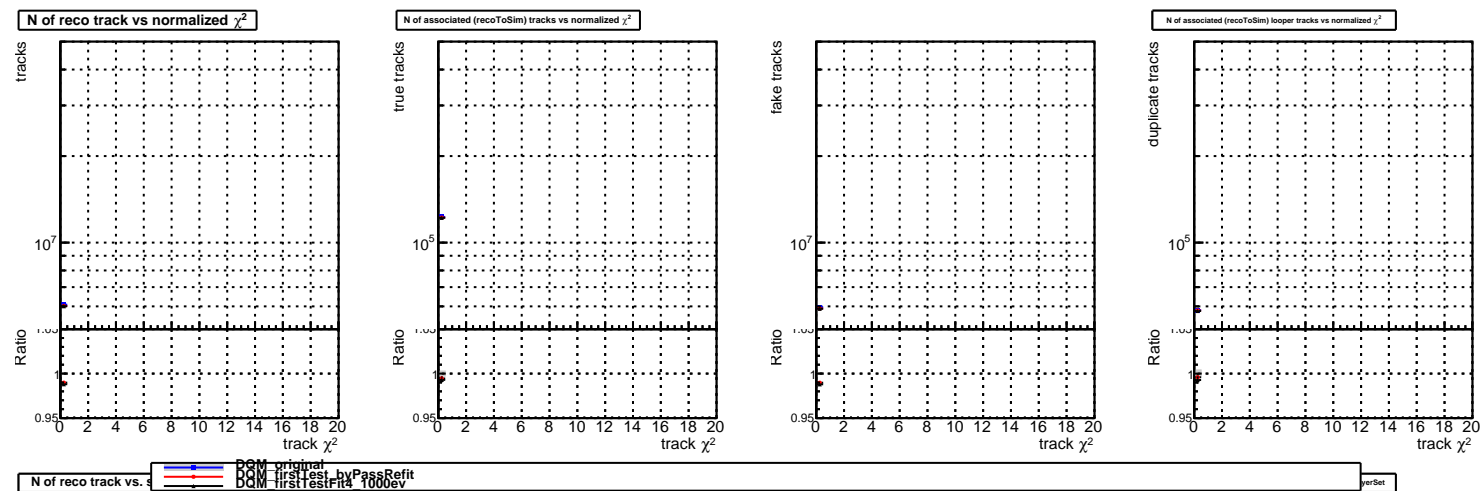 N of reco track vs normalized χ²
N of associated (recoToSim) tracks vs normalized χ²
N of associated (recoToSim) looper tracks vs normalized χ²
tracks
10⁷
Ratio
1
0.95
0 2 4 6 8 10 12 14 16 18 20
track χ²
true tracks
10⁵
Ratio
1
0.95
0 2 4 6 8 10 12 14 16 18 20
track χ²
fake tracks
10⁷
Ratio
1
0.95
0 2 4 6 8 10 12 14 16 18 20
track χ²
duplicate tracks
10⁵
Ratio
1
0.95
0 2 4 6 8 10 12 14 16 18 20
track χ²
DQM_original
DQM_firstTest_byPassRefit
DQM_firstTestFit4_1000ev
N of reco track vs. s
yerSet